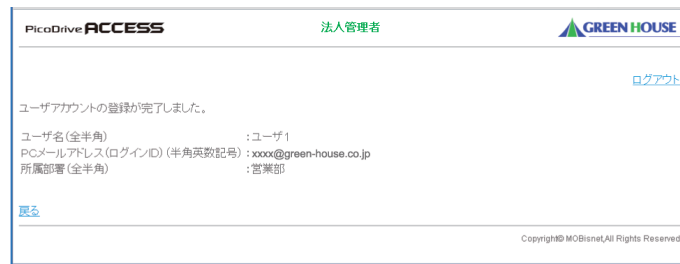 PicoDrive ACCESS 法人管理者 GREEN HOUSE
ログアウト
ユーザアカウントの登録が完了しました。
ユーザ名(全半角) :ユーザ1
PCメールアドレス(ログインID)(半角英数記号) :xxxx@green-house.co.jp
所属部署(全半角) :営業部
戻る
Copyright© MOBisnet,All Rights Reserved